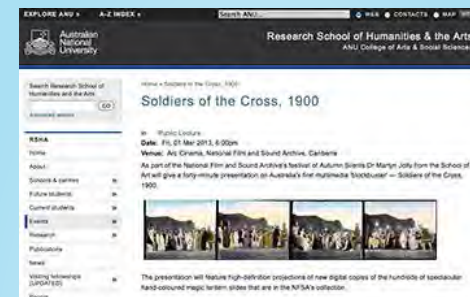 EXPLORE ANU »
A-Z INDEX »
Search ANU...
WEB
CONTACTS
MAP
Australian
National
University
Research School of Humanities & the Arts
ANU College of Arts & Social Sciences
Search Research School of
Humanities and the Arts
GO
Advanced search
RSHA
Home
About
Schools & centres
Future students
Current students
Events
Research
Publications
News
Visiting fellowships
(UPDATED)
Home » Soldiers of the Cross, 1900
Soldiers of the Cross, 1900
in Public Lecture
Date: Fri, 01 Mar 2013, 6:00pm
Venue: Arc Cinema, National Film and Sound Archive, Canberra
As part of the National Film and Sound Archive's festival of Autumn Silents Dr Martyn Jolly from the School of
Art will give a forty-minute presentation on Australia's first multimedia 'blockbuster' — Soldiers of the Cross,
1900.
The presentation will feature high-definition projections of new digital copies of the hundreds of spectacular
hand-coloured magic lantern slides that are in the NFSA's collection.